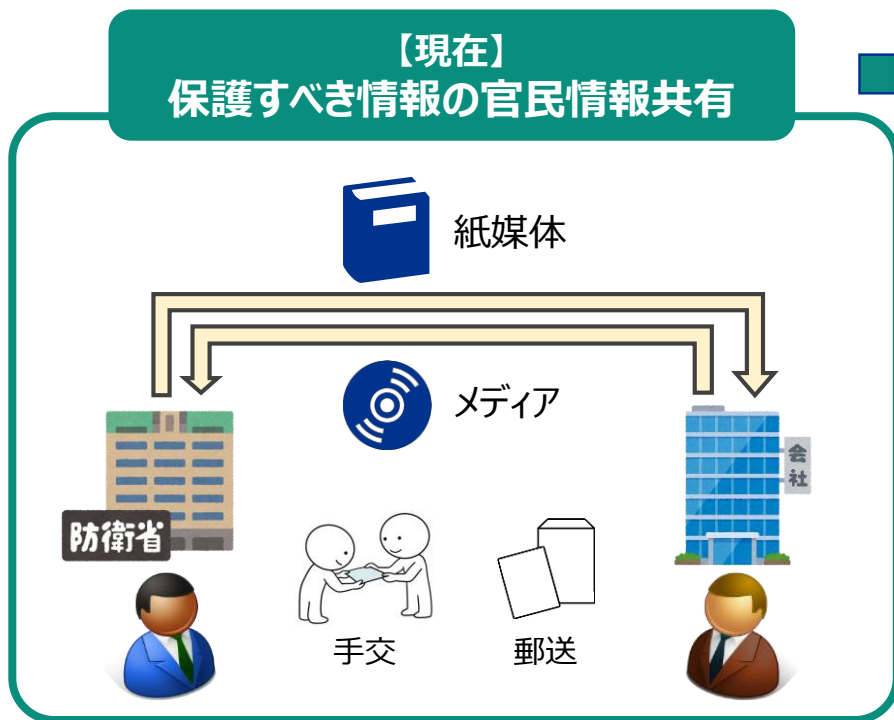 【現在】
保護すべき情報の官民情報共有
紙媒体
メディア
防衛省
会社
手交
郵送